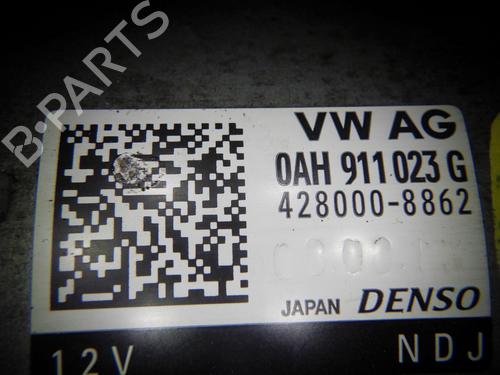 VW AG
0AH 911 023 G
428000-8862
JAPAN DENSO
12V NDJ
B-PARTS